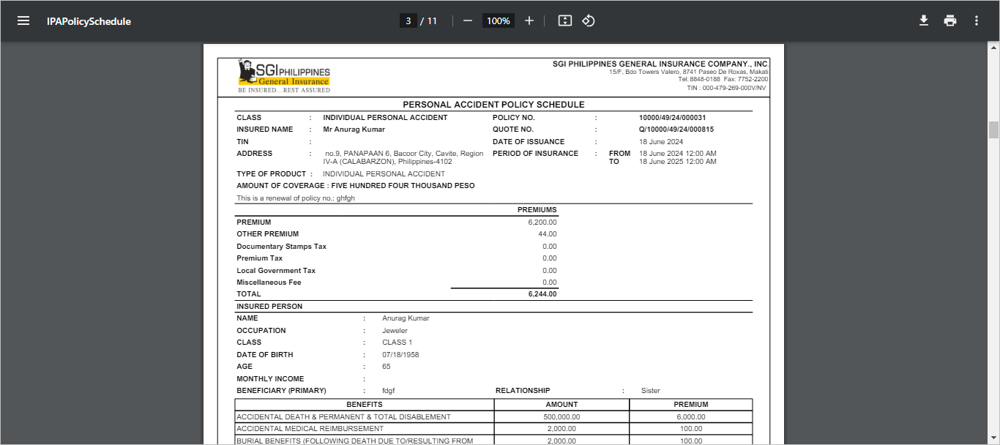 IPAPolicySchedule
3 / 11
100%
SGI PHILIPPINES
General Insurance
BE INSURED...REST ASSURED
SGI PHILIPPINES GENERAL INSURANCE COMPANY., INC.
15/F, Bdo Towers Valero, 8741 Paseo De Roxas, Makati
Tel: 8848-0188 Fax: 7752-2200
TIN : 000-479-269-000V/NV
PERSONAL ACCIDENT POLICY SCHEDULE
CLASS : INDIVIDUAL PERSONAL ACCIDENT POLICY NO. : 10000/49/24/000031
INSURED NAME : Mr Anurag Kumar QUOTE NO. : Q/10000/49/24/000815
TIN : DATE OF ISSUANCE : 18 June 2024
ADDRESS : no.9, PANAPAAN 6, Bacoor City, Cavite, Region PERIOD OF INSURANCE : FROM 18 June 2024 12:00 AM
IV-A (CALABARZON), Philippines-4102 TO 18 June 2025 12:00 AM
TYPE OF PRODUCT : INDIVIDUAL PERSONAL ACCIDENT
AMOUNT OF COVERAGE : FIVE HUNDRED FOUR THOUSAND PESO
This is a renewal of policy no.: ghfgh
PREMIUMS
PREMIUM 6,200.00
OTHER PREMIUM 44.00
Documentary Stamps Tax 0.00
Premium Tax 0.00
Local Government Tax 0.00
Miscellaneous Fee 0.00
TOTAL 6,244.00
INSURED PERSON
NAME : Anurag Kumar
OCCUPATION : Jeweler
CLASS : CLASS 1
DATE OF BIRTH : 07/18/1958
AGE : 65
MONTHLY INCOME :
BENEFICIARY (PRIMARY) : fdgf RELATIONSHIP : Sister
BENEFITS AMOUNT PREMIUM
ACCIDENTAL DEATH & PERMANENT & TOTAL DISABLEMENT 500,000.00 6,000.00
ACCIDENTAL MEDICAL REIMBURSEMENT 2,000.00 100.00
BURIAL BENEFITS (FOLLOWING DEATH DUE TO/RESULTING FROM 2,000.00 100.00